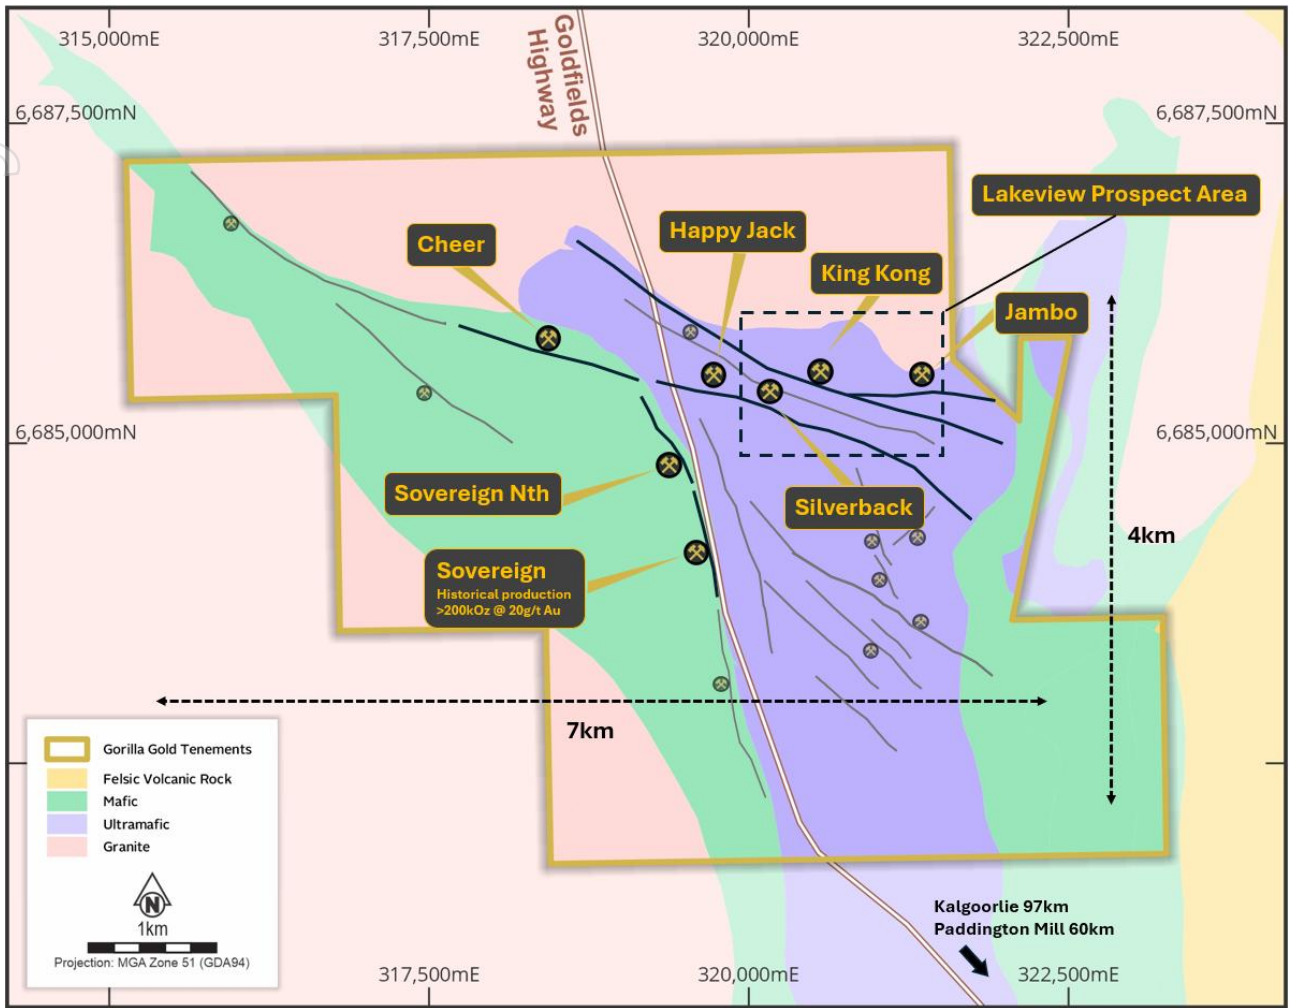 315,000mE
317,500mE
320,000mE
322,500mE
Goldfields
Highway
6,687,500mN
6,687,500mN
Lakeview Prospect Area
Happy Jack
Cheer
King Kong
Jambo
6,685,000mN
6,685,000mN
Sovereign Nth
Silverback
4km
Sovereign
Historical production
>200kOz @ 20g/t Au
7km
Gorilla Gold Tenements
Felsic Volcanic Rock
Mafic
Ultramafic
Granite
N
1km
Projection: MGA Zone 51 (GDA94)
Kalgoorlie 97km
Paddington Mill 60km
317,500mE
320,000mE
322,500mE